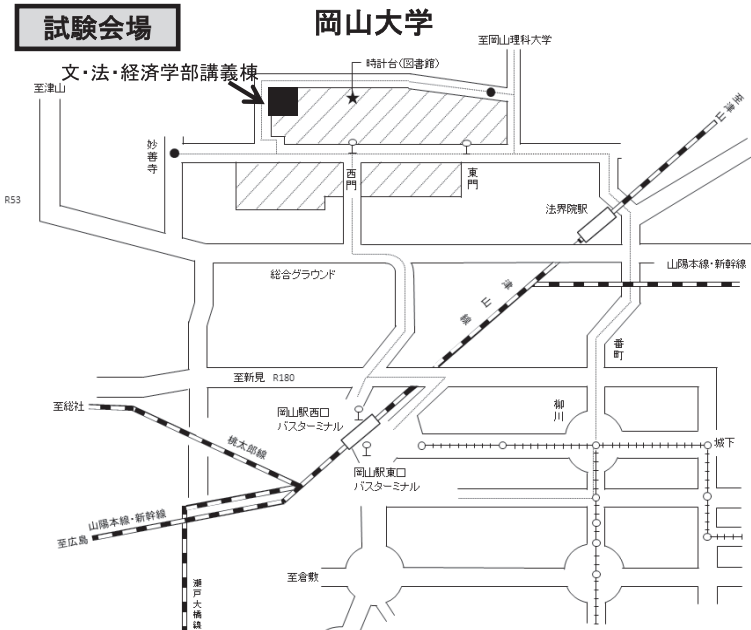 試験会場
岡山大学
至岡山理科大学
文・法・経済学部講義棟
時計台〈図書館〉
至津山
至津山
妙善寺
西門
東門
R53
法界院駅
総合グラウンド
山陽本線・新幹線
津山線
番町
至新見 R180
至総社
岡山駅西口
バスターミナル
柳川
桃太郎線
城下
岡山駅東口
バスターミナル
山陽本線・新幹線
至広島
至倉敷
瀬戸大橋線